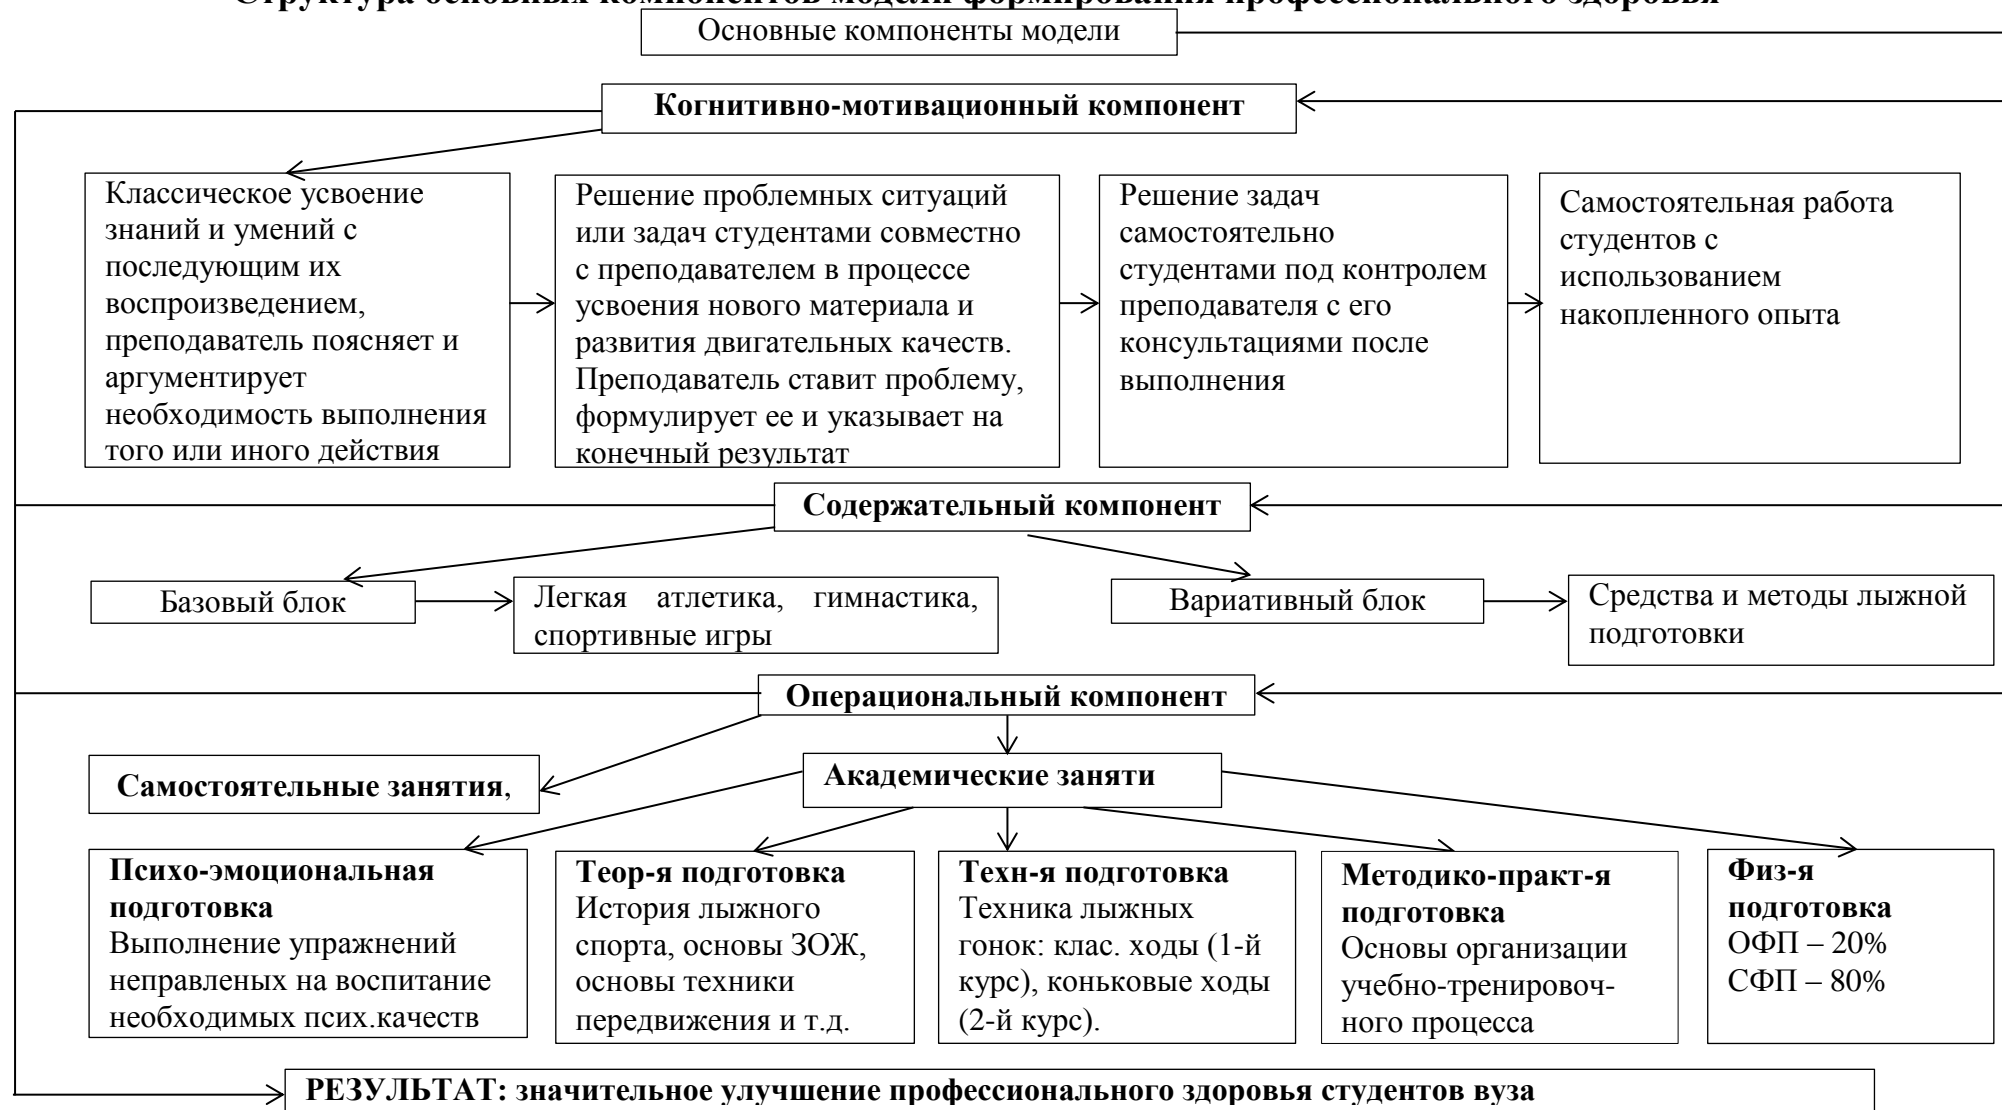 Структура основных компонентов модели формирования профессионального здоровья
Основные компоненты модели
Когнитивно-мотивационный компонент
Классическое усвоение
знаний и умений с
последующим их
воспроизведением,
преподаватель поясняет и
аргументирует
необходимость выполнения
того или иного действия
Решение проблемных ситуаций
или задач студентами совместно
с преподавателем в процессе
усвоения нового материала и
развития двигательных качеств.
Преподаватель ставит проблему,
формулирует ее и указывает на
конечный результат
Решение задач
самостоятельно
студентами под контролем
преподавателя с его
консультациями после
выполнения
Самостоятельная работа
студентов с
использованием
накопленного опыта
Содержательный компонент
Базовый блок
Легкая атлетика, гимнастика,
спортивные игры
Вариативный блок
Средства и методы лыжной
подготовки
Операциональный компонент
Самостоятельные занятия,
Академические заняти
Психо-эмоциональная
подготовка
Выполнение упражнений
неправленых на воспитание
необходимых псих.качеств
Теор-я подготовка
История лыжного
спорта, основы ЗОЖ,
основы техники
передвижения и т.д.
Техн-я подготовка
Техника лыжных
гонок: клас. ходы (1-й
курс), коньковые ходы
(2-й курс).
Методико-практ-я
подготовка
Основы организации
учебно-тренировоч-
ного процесса
Физ-я
подготовка
ОФП – 20%
СФП – 80%
РЕЗУЛЬТАТ: значительное улучшение профессионального здоровья студентов вуза